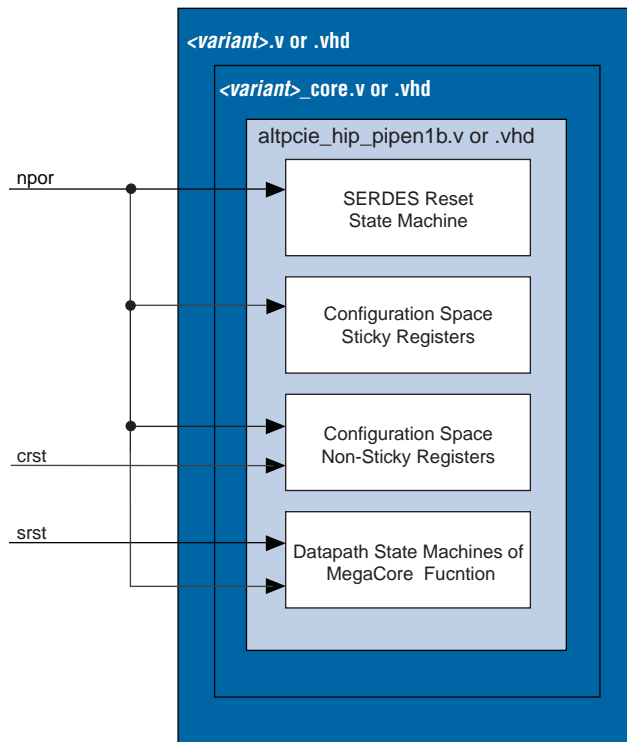 <variant>.v or .vhd
<variant>_core.v or .vhd
altpcie_hip_pipen1b.v or .vhd
npor
SERDES Reset
State Machine
Configuration Space
Sticky Registers
Configuration Space
Non-Sticky Registers
crst
srst
Datapath State Machines of
MegaCore Fucntion